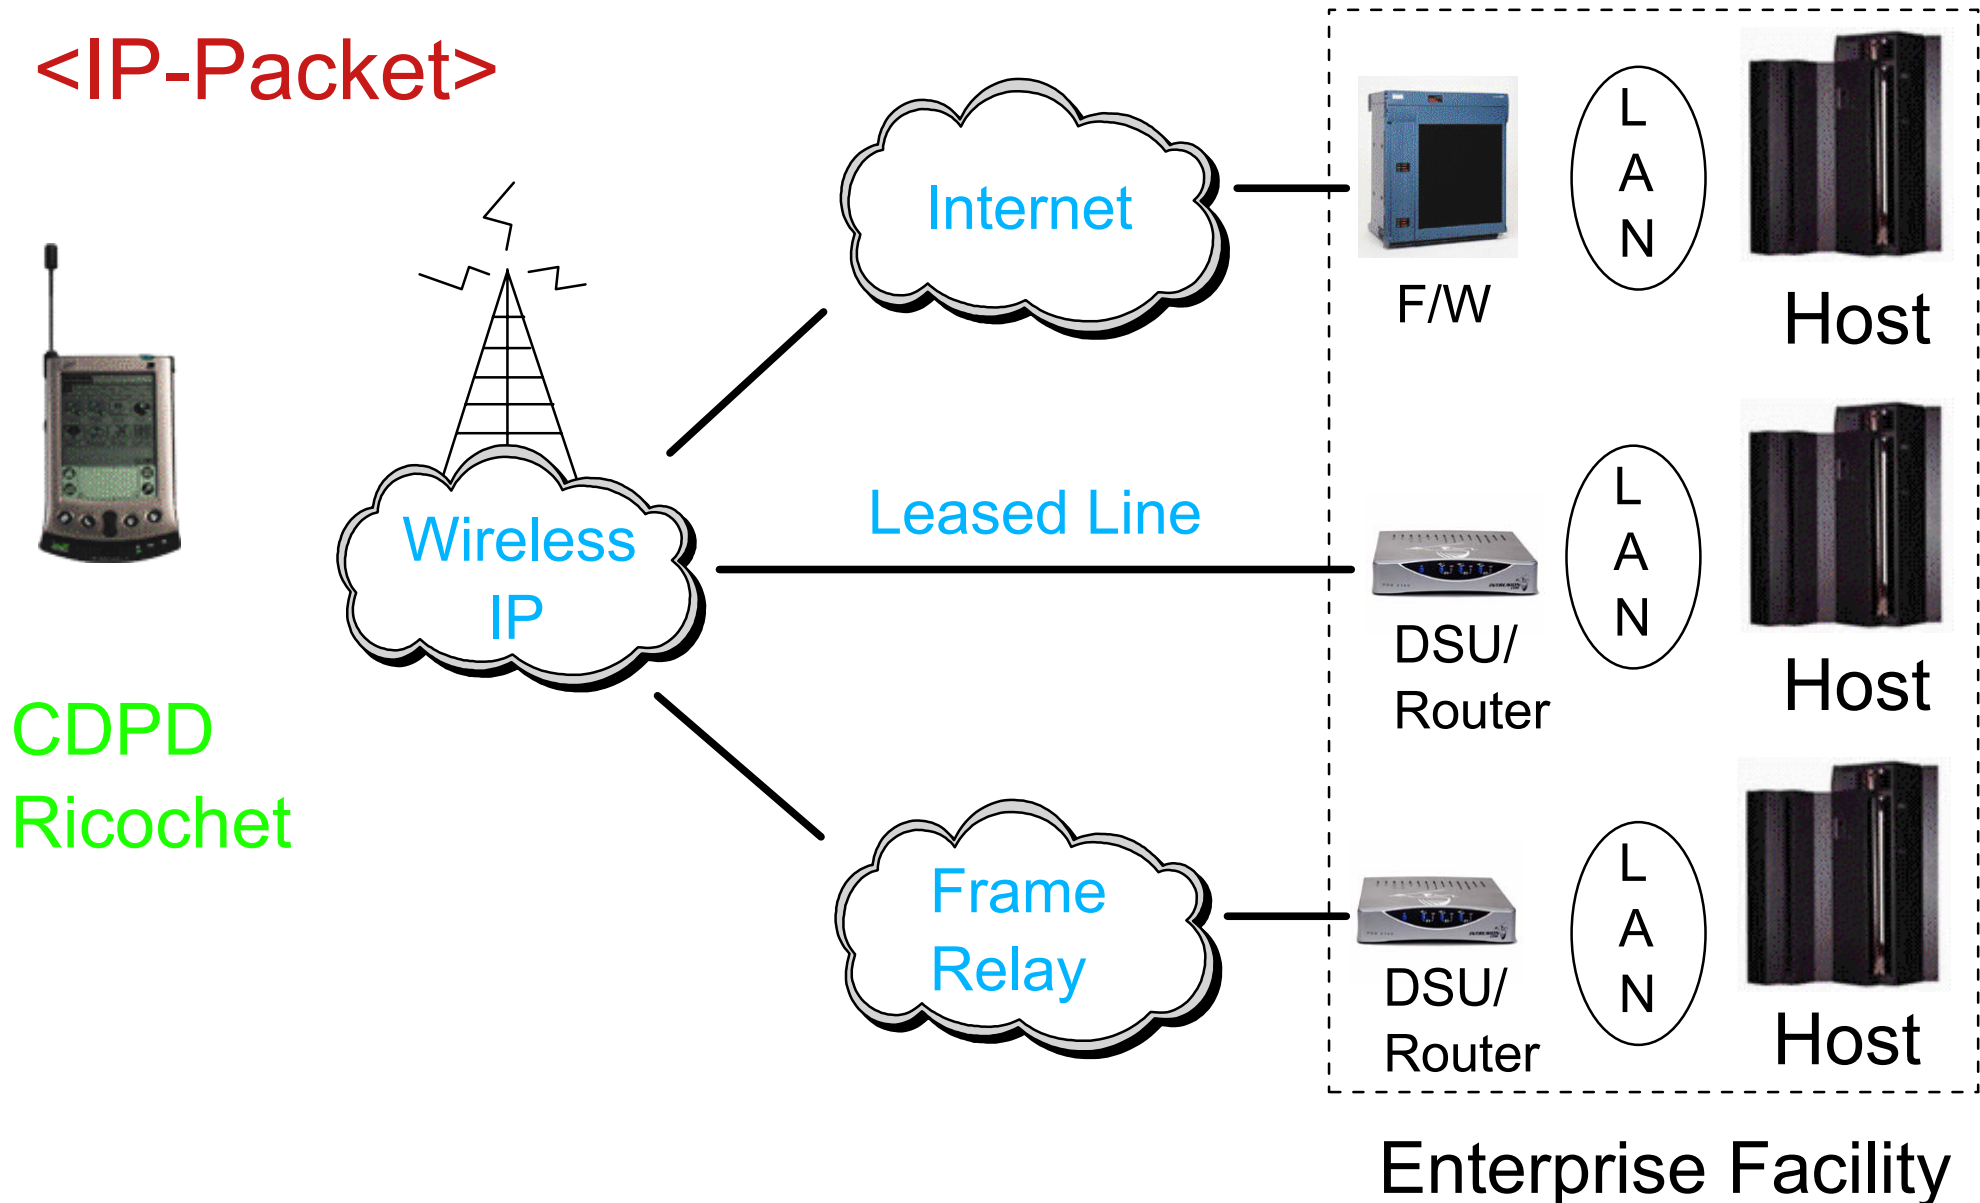 <IP-Packet>
Internet
F/W
L
A
N
Host
Wireless
IP
Leased Line
DSU/
Router
L
A
N
Host
CDPD
Ricochet
Frame
Relay
DSU/
Router
L
A
N
Host
Enterprise Facility